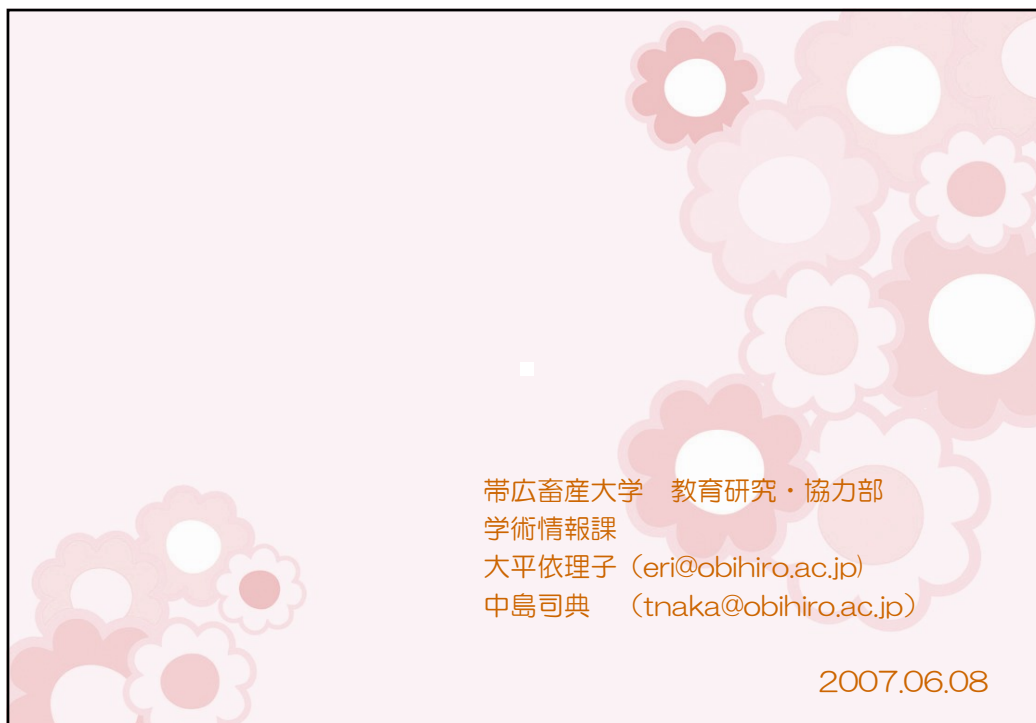 帯広畜産大学　教育研究・協力部
学術情報課
大平依理子（eri@obihiro.ac.jp)
中島司典　（tnaka@obihiro.ac.jp）
2007.06.08